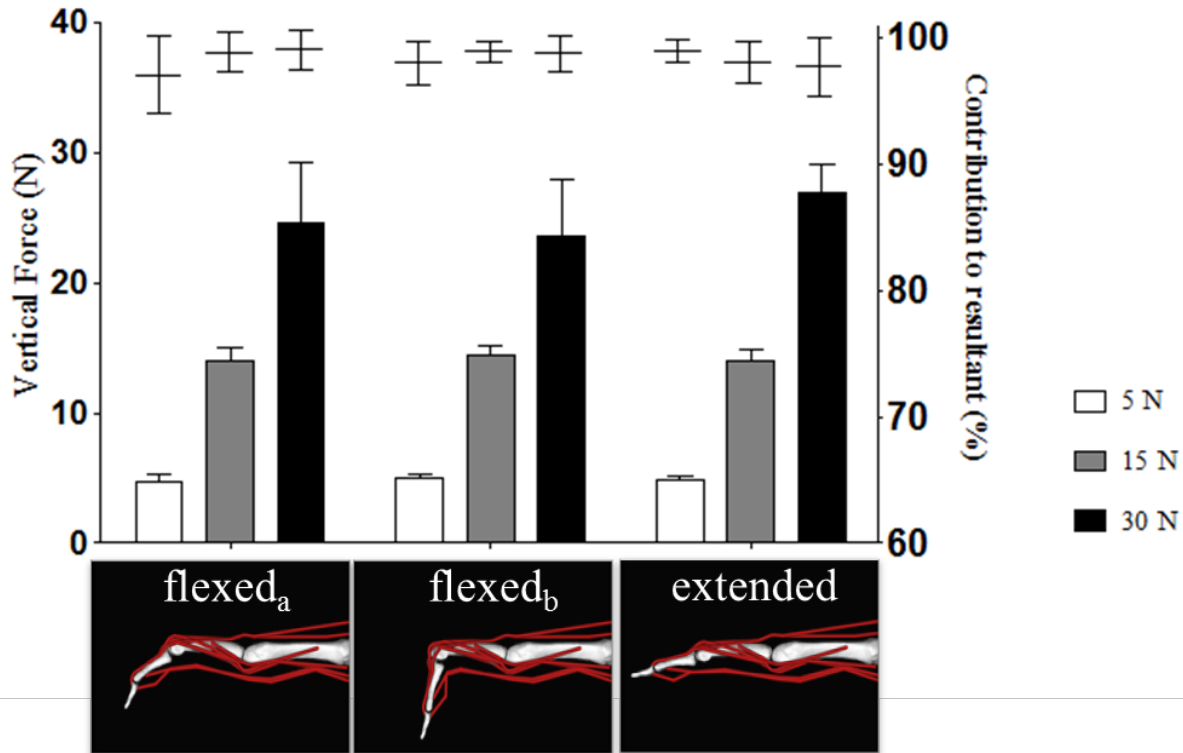 40
30
20
10
0
Vertical Force (N)
100
90
80
70
60
Contribution to resultant (%)
5 N
15 N
30 N
flexedₐ
flexed_b
extended